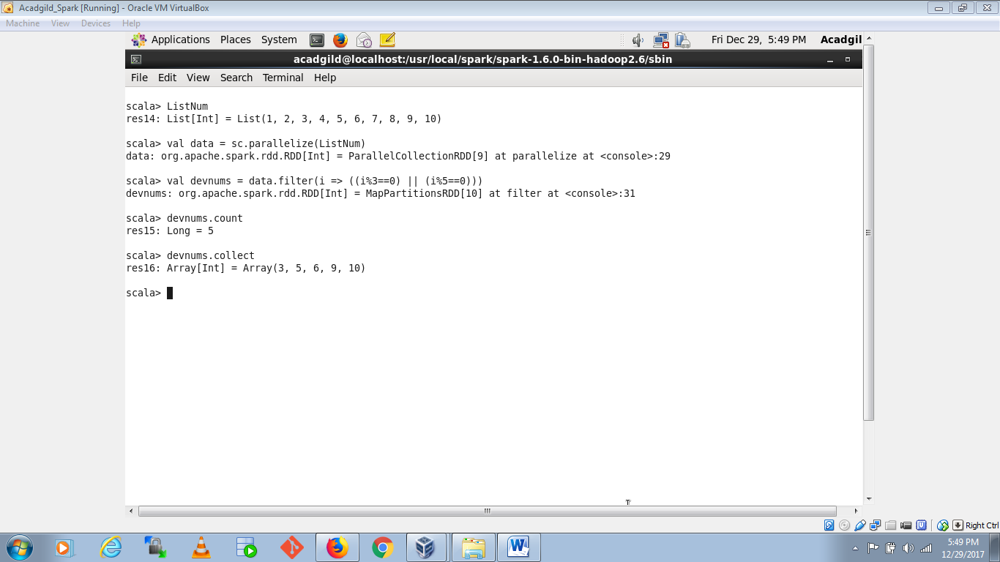 Acadgild_Spark [Running] - Oracle VM VirtualBox
Machine View Devices Help
Applications Places System Fri Dec 29, 5:49 PM Acadgil
acadgild@localhost:/usr/local/spark/spark-1.6.0-bin-hadoop2.6/sbin
File Edit View Search Terminal Help
scala> ListNum
res14: List[Int] = List(1, 2, 3, 4, 5, 6, 7, 8, 9, 10)
scala> val data = sc.parallelize(ListNum)
data: org.apache.spark.rdd.RDD[Int] = ParallelCollectionRDD[9] at parallelize at <console>:29
scala> val devnums = data.filter(i => ((i%3==0) || (i%5==0)))
devnums: org.apache.spark.rdd.RDD[Int] = MapPartitionsRDD[10] at filter at <console>:31
scala> devnums.count
res15: Long = 5
scala> devnums.collect
res16: Array[Int] = Array(3, 5, 6, 9, 10)
scala>
Right Ctrl
5:49 PM
12/29/2017